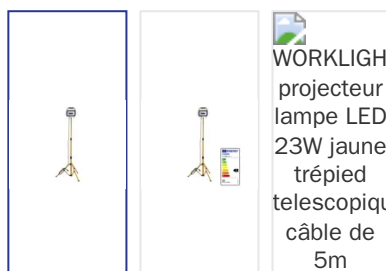 WORKLIGH
projecteur
lampe LED
23W jaune
trépied
telescopiqu
câble de
5m